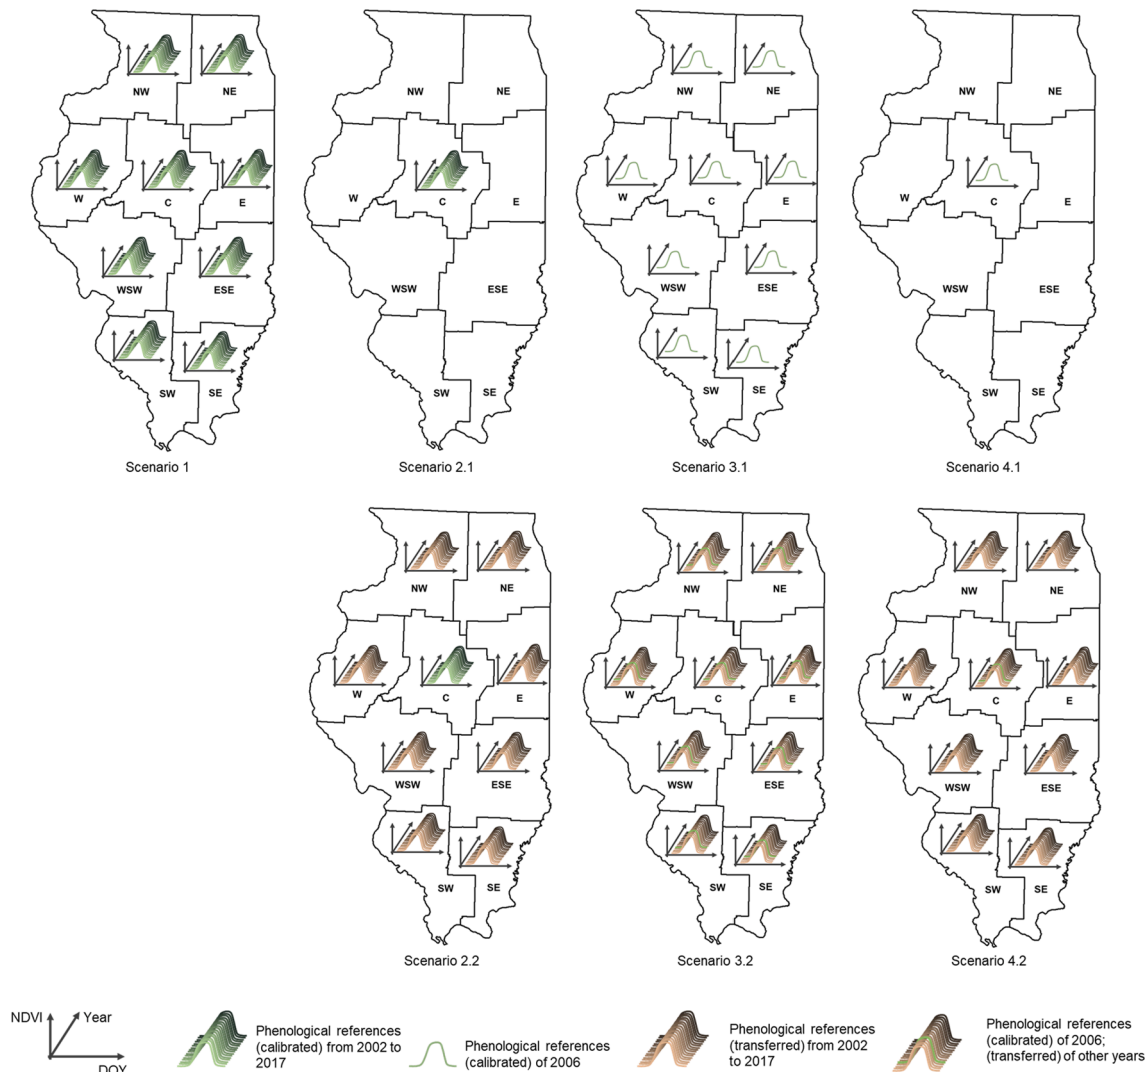 NW
NE
W
C
E
WSW
ESE
SW
SE
Scenario 1
NW
NE
W
C
E
WSW
ESE
SW
SE
Scenario 2.1
NW
NE
W
C
E
WSW
ESE
SW
SE
Scenario 3.1
NW
NE
W
C
E
WSW
ESE
SW
SE
Scenario 4.1
NW
NE
W
C
E
WSW
ESE
SW
SE
Scenario 2.2
NW
NE
W
C
E
WSW
ESE
SW
SE
Scenario 3.2
NW
NE
W
C
E
WSW
ESE
SW
SE
Scenario 4.2
NDVI
Year
DOY
Phenological references
(calibrated) from 2002 to
2017
Phenological references
(calibrated) of 2006
Phenological references
(transferred) from 2002
to 2017
Phenological references
(calibrated) of 2006;
(transferred) of other years